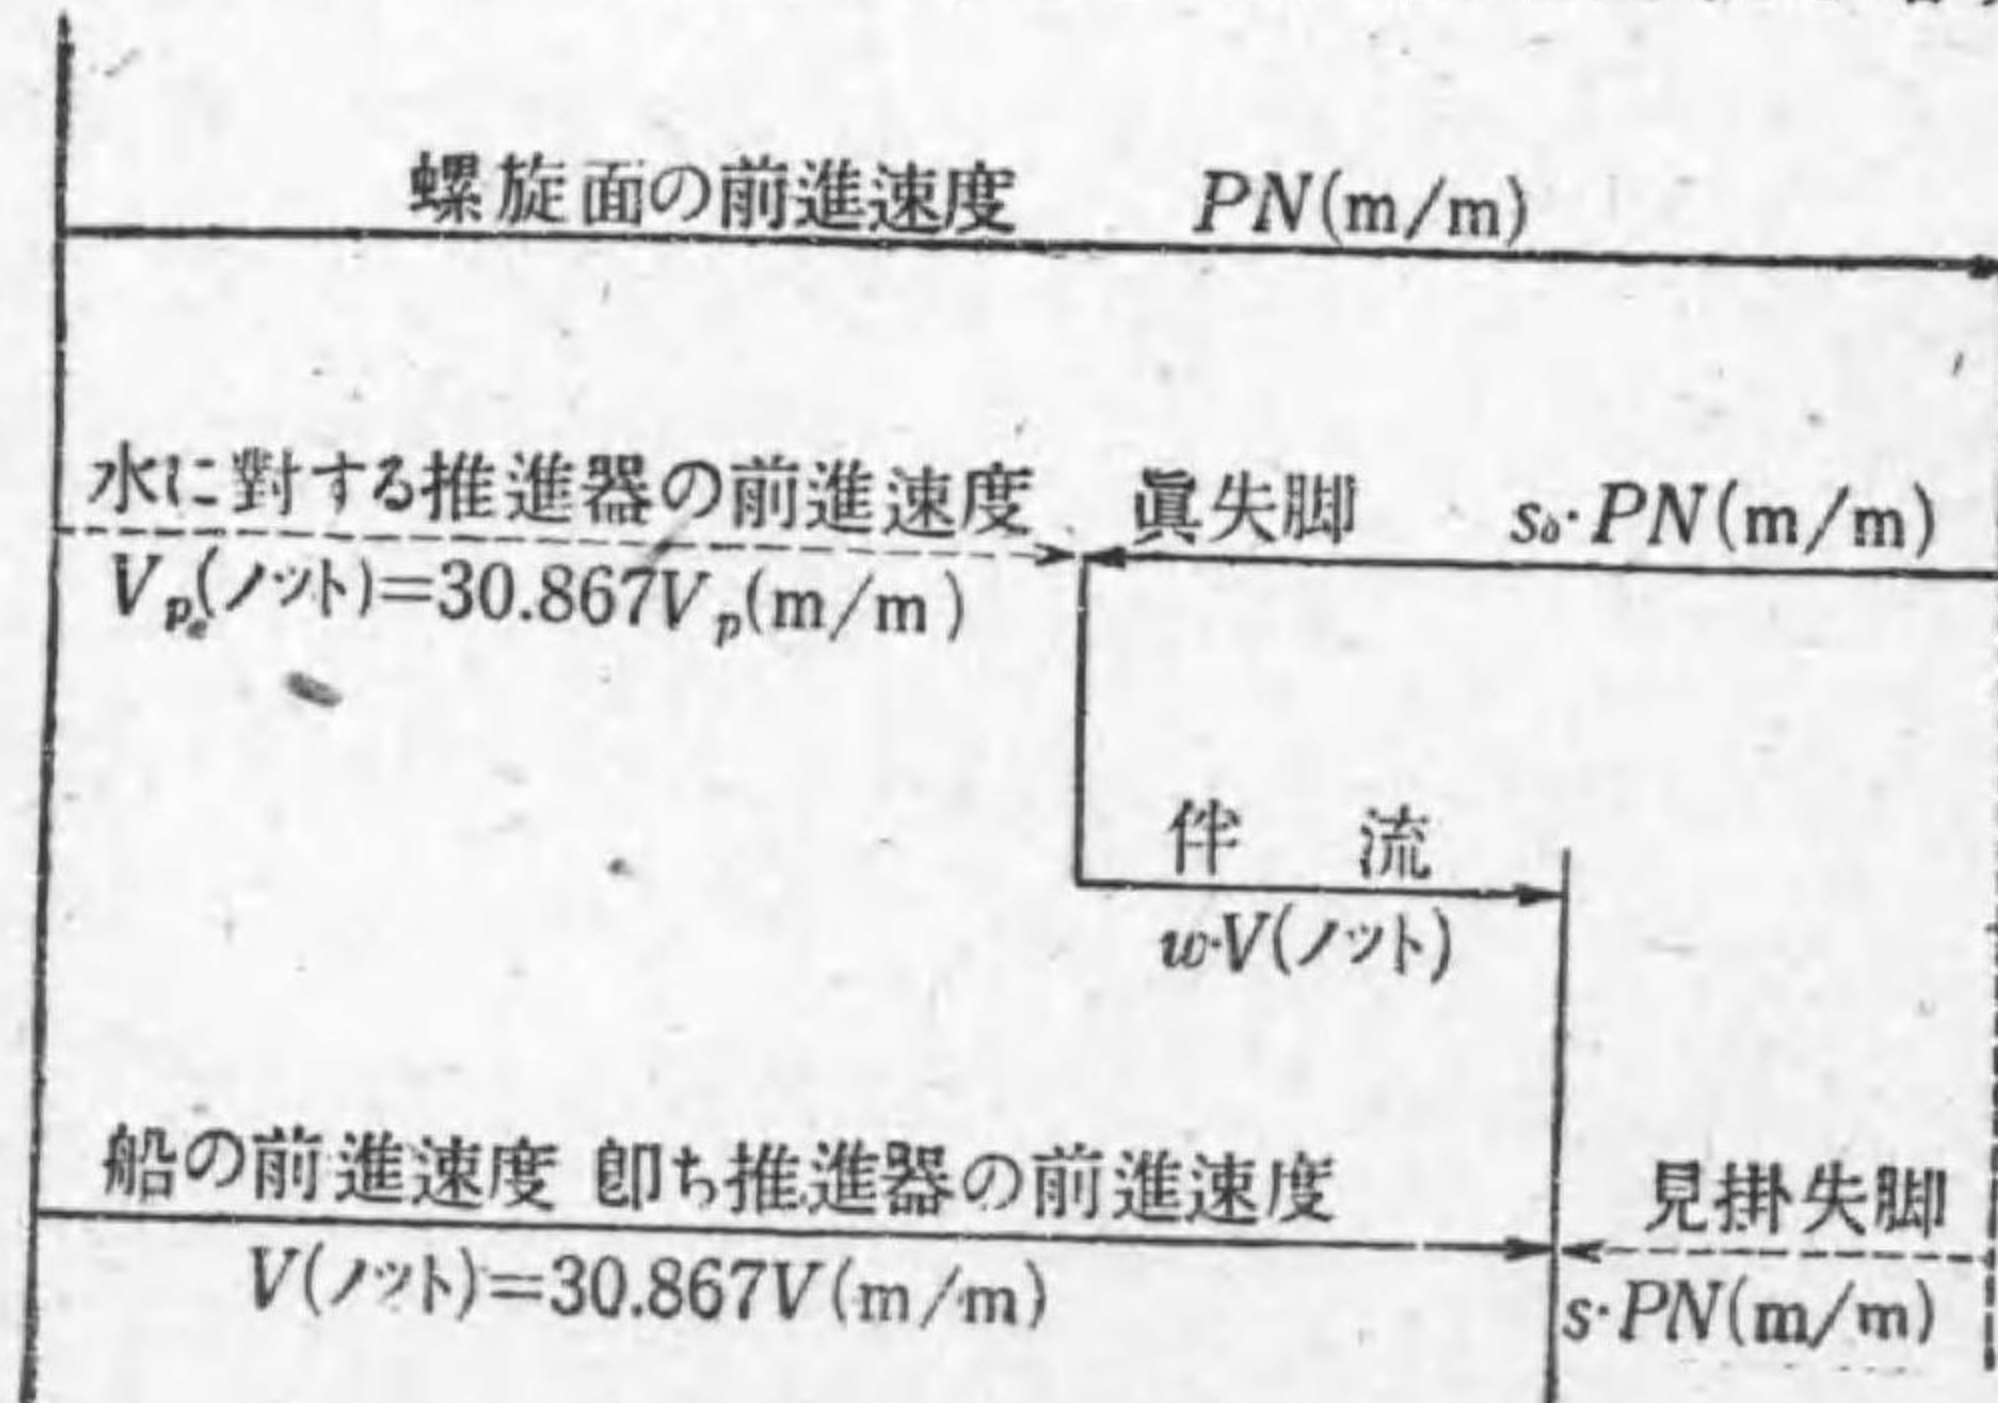 螺旋面の前進速度 PN(m/m)
水に對する推進器の前進速度 眞失脚 s₀·PN(m/m)
Vₚ(ノット)=30.867Vₚ(m/m)
伴流
w·V(ノット)
船の前進速度 卽ち推進器の前進速度 見掛失脚
V(ノット)=30.867V(m/m) s·PN(m/m)